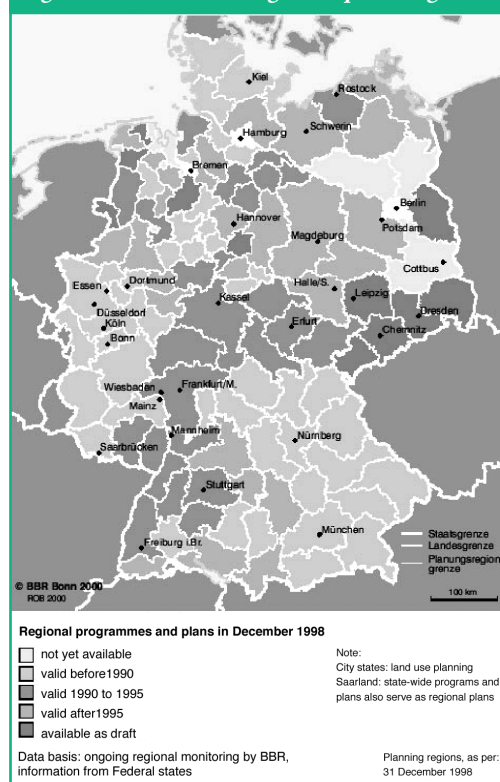 Kiel
Rostock
Schwerin
Hamburg
Bremen
Berlin
Hannover
Potsdam
Magdeburg
Cottbus
Dortmund
Essen
Halle/S.
Leipzig
Düsseldorf
Kassel
Dresden
Köln
Erfurt
Chemnitz
Bonn
Wiesbaden
Frankfurt/M.
Mainz
Mannheim
Nürnberg
Saarbrücken
Stuttgart
München
Staatsgrenze
Landesgrenze
Freiburg i.Br.
Planungsregion
grenze
© BBR Bonn 2000
ROB 2000
100 km
Regional programmes and plans in December 1998
not yet available
valid before1990
valid 1990 to 1995
valid after1995
available as draft
Note:
City states: land use planning
Saarland: state-wide programs and
plans also serve as regional plans
Data basis: ongoing regional monitoring by BBR,
information from Federal states
Planning regions, as per:
31 December 1998